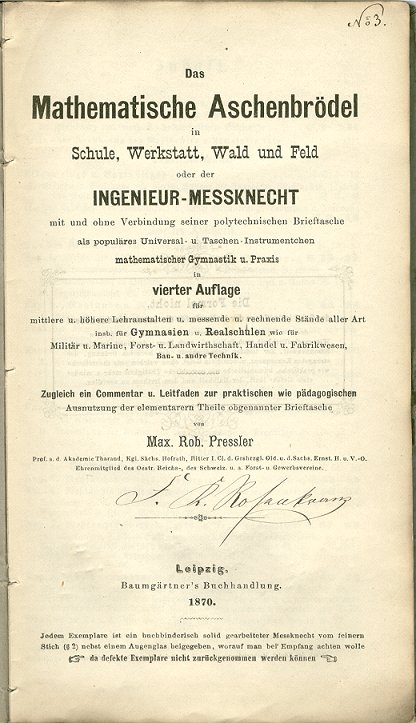 No 3.
Das
Mathematische Aschenbrödel
in
Schule, Werkstatt, Wald und Feld
oder der
INGENIEUR-MESSKNECHT
mit und ohne Verbindung seiner polytechnischen Brieftasche
als populäres Universal- u. Taschen-Instrumentchen
mathematischer Gymnastik u. Praxis
in
vierter Auflage
für
mittlere u. höhere Lehranstalten u. messende u. rechnende Stände aller Art
insb. für Gymnasien u. Realschulen wie für
Militär u. Marine, Forst- u. Landwirthschaft, Handel u. Fabrikwesen,
Bau- u. andre Technik.
Zugleich ein Commentar u. Leitfaden zur praktischen wie pädagogischen
Ausnutzung der elementarern Theile obgenannter Brieftasche
von
Max. Rob. Pressler
Prof. a. d. Akademie Tharand, Kgl. Sächs. Hofrath, Ritter I. Cl. d. Grshrzgl. Old. u. d. Sächs. Ernst. H. u. V.-O.
Ehrenmitglied des Oestr. Reichs-, des Schweiz. u. a. Forst- u. Gewerbsvereine.
Leipzig,
Baumgärtner's Buchhandlung.
1870.
Jedem Exemplare ist ein buchbinderisch solid gearbeiteter Messknecht vom feinern
Stich (§ 2) nebst einem Augenglas beigegeben, worauf man bei Empfang achten wolle
da defekte Exemplare nicht zurückgenommen werden können